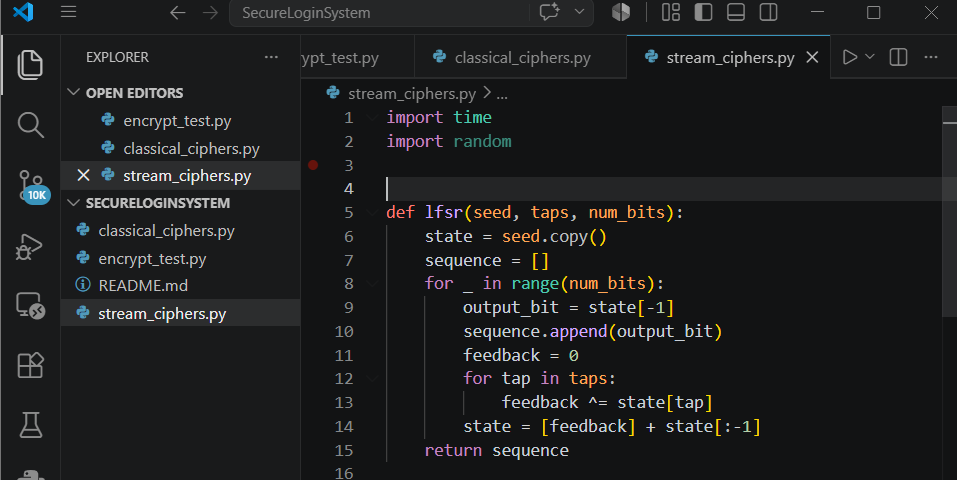 SecureLoginSystem
EXPLORER
OPEN EDITORS
encrypt_test.py
classical_ciphers.py
stream_ciphers.py
SECURELOGINSYSTEM
classical_ciphers.py
encrypt_test.py
README.md
stream_ciphers.py
10K
ypt_test.py classical_ciphers.py stream_ciphers.py
stream_ciphers.py > ...
1 import time
2 import random
3
4
5 def lfsr(seed, taps, num_bits):
6     state = seed.copy()
7     sequence = []
8     for _ in range(num_bits):
9         output_bit = state[-1]
10         sequence.append(output_bit)
11         feedback = 0
12         for tap in taps:
13             feedback ^= state[tap]
14         state = [feedback] + state[:-1]
15     return sequence
16